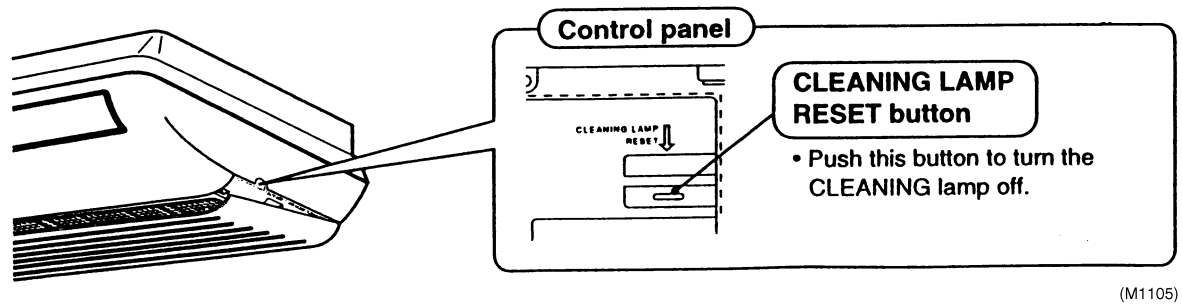 Control panel
CLEANING LAMP
RESET
CLEANING LAMP
RESET button
• Push this button to turn the
CLEANING lamp off.
(M1105)